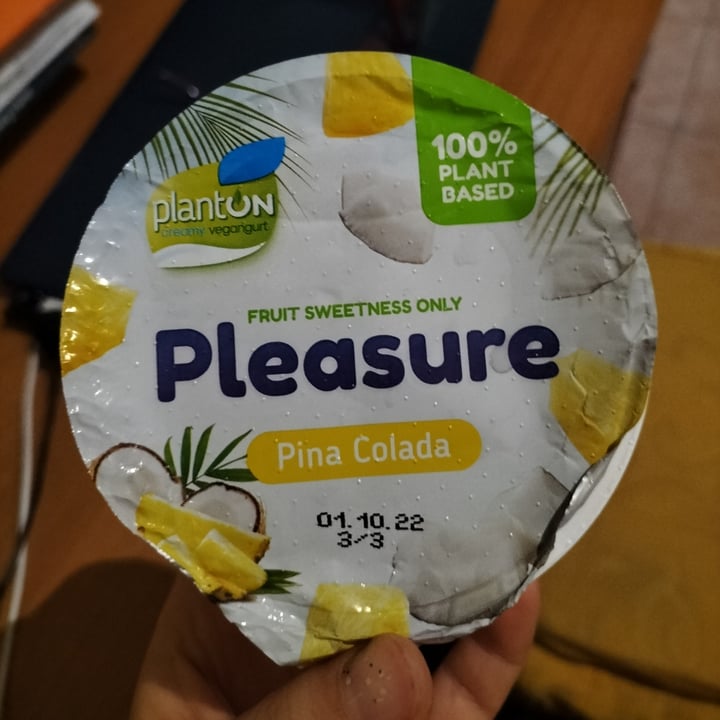 100%
PLANT
BASED
plantON
creamy vegangurt
FRUIT SWEETNESS ONLY
Pleasure
Pina Colada
01.10.22
3/3